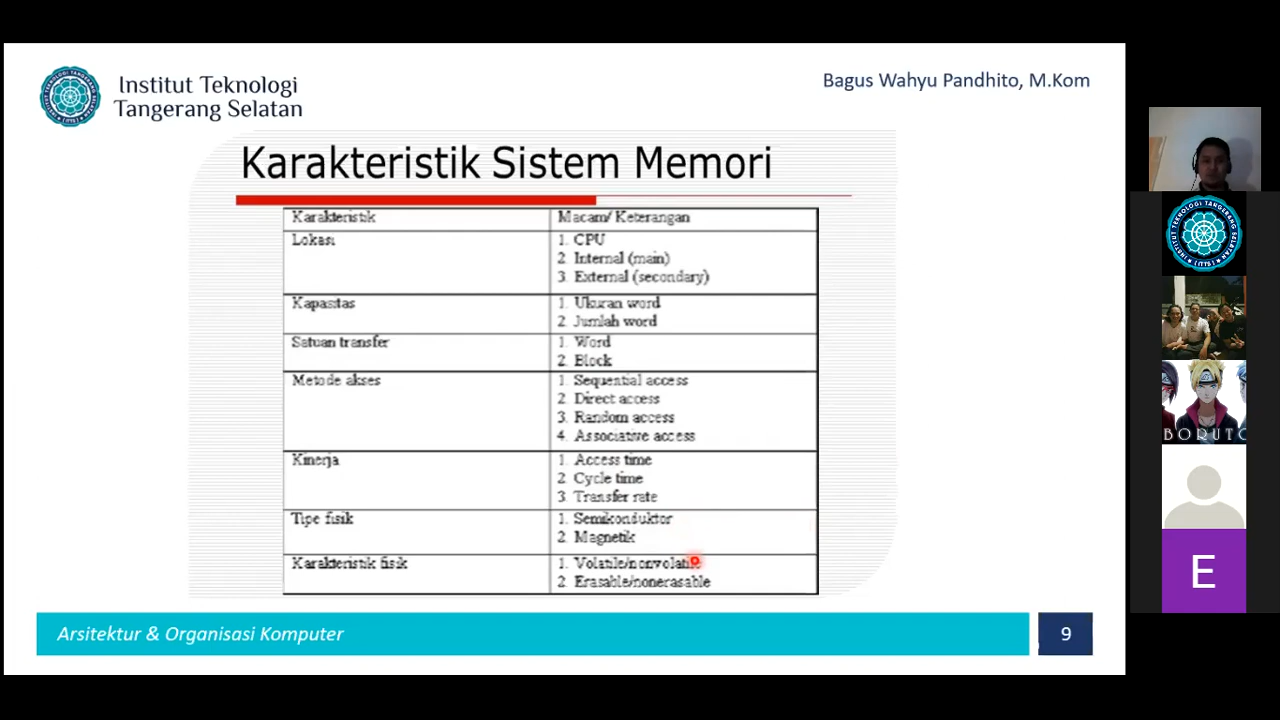 Institut Teknologi
Tangerang Selatan
Bagus Wahyu Pandhito, M.Kom
Karakteristik Sistem Memori
Karakteristik Macam/ Keterangan
Lokasi 1. CPU
2. Internal (main)
3. External (secondary)
Kapasitas 1. Ukuran word
2. Jumlah word
Satuan transfer 1. Word
2. Block
Metode akses 1. Sequential access
2. Direct access
3. Random access
4. Associative access
Kinerja 1. Access time
2. Cycle time
3. Transfer rate
Tipe fisik 1. Semikonduktor
2. Magnetik
Karakteristik fisik 1. Volatile/nonvolatile
2. Erasable/nonerasable
Arsitektur & Organisasi Komputer
9
BORUTO
E